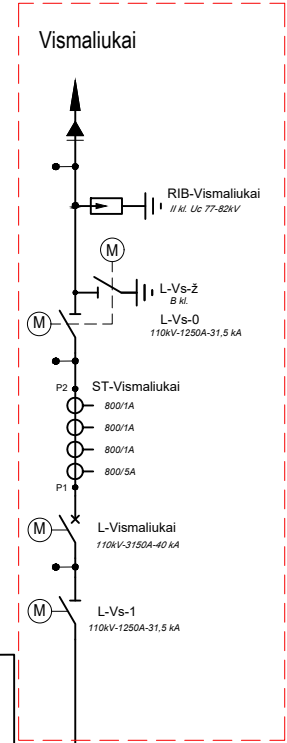 Vismaliukai
RIB-Vismaliukai
II kl. Uc 77-82kV
M
L-Vs-ž
B kl.
L-Vs-0
M
110kV-1250A-31,5 kA
P2
ST-Vismaliukai
800/1A
800/1A
800/1A
800/5A
P1
L-Vismaliukai
M
110kV-3150A-40 kA
L-Vs-1
M
110kV-1250A-31,5 kA